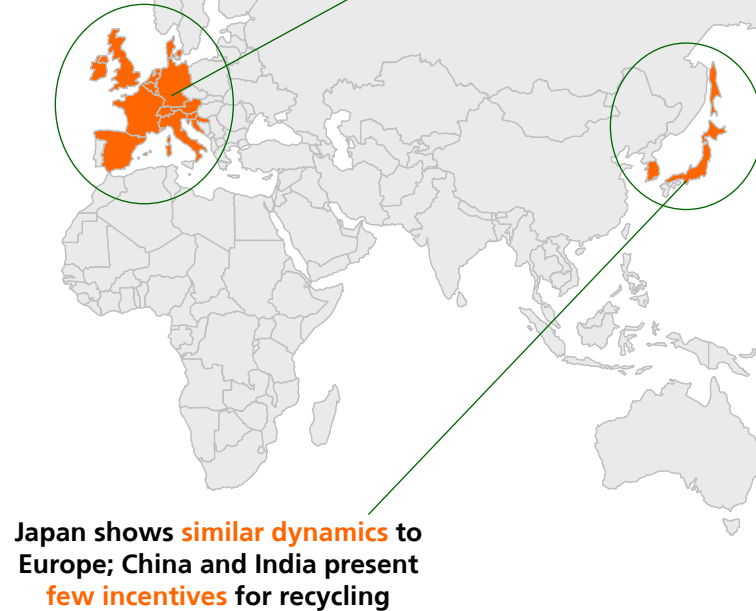 Japan shows similar dynamics to
Europe; China and India present
few incentives for recycling